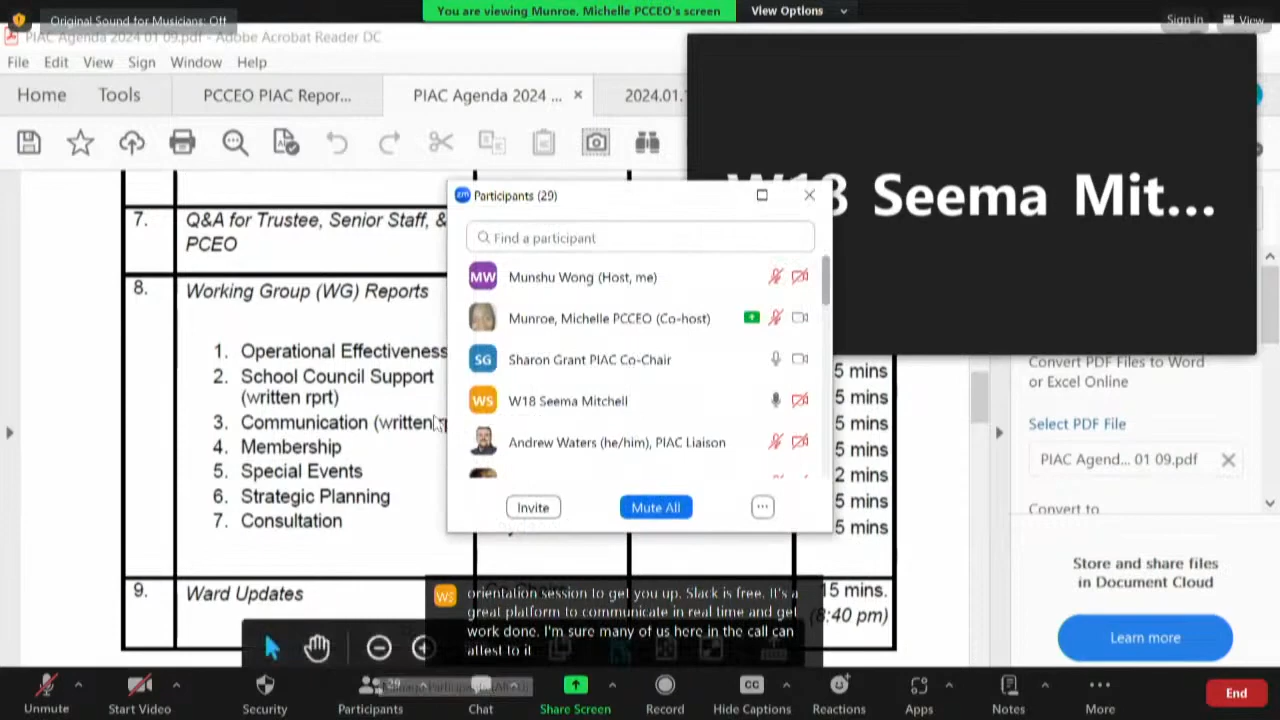 Original Sound for Musicians: Off
You are viewing Munroe, Michelle PCCEO's screen
View Options
Sign in
View
PIAC Agenda 2024 01 09.pdf - Adobe Acrobat Reader DC
File Edit View Sign Window Help
Home Tools PCCEO PIAC Repor... PIAC Agenda 2024 ... × 2024.01.
W18 Seema Mit...
7. Q&A for Trustee, Senior Staff, &
PCEO
8. Working Group (WG) Reports
1. Operational Effectiveness
2. School Council Support
(written rprt)
3. Communication (written
4. Membership
5. Special Events
6. Strategic Planning
7. Consultation
5 mins
5 mins
5 mins
5 mins
2 mins
5 mins
5 mins
9. Ward Updates
15 mins.
(8:40 pm)
zm Participants (29)
Find a participant
MW Munshu Wong (Host, me)
Munroe, Michelle PCCEO (Co-host)
SG Sharon Grant PIAC Co-Chair
WS W18 Seema Mitchell
Andrew Waters (he/him), PIAC Liaison
Invite Mute All ...
Convert PDF Files to Word
or Excel Online
Select PDF File
PIAC Agend... 01 09.pdf
Convert to
Store and share files
in Document Cloud
Learn more
WS orientation session to get you up. Slack is free. It's a
great platform to communicate in real time and get
work done. I'm sure many of us here in the call can
attest to it
Unmute Start Video Security Participants Chat Share Screen Record CC Hide Captions Reactions Apps Notes More End